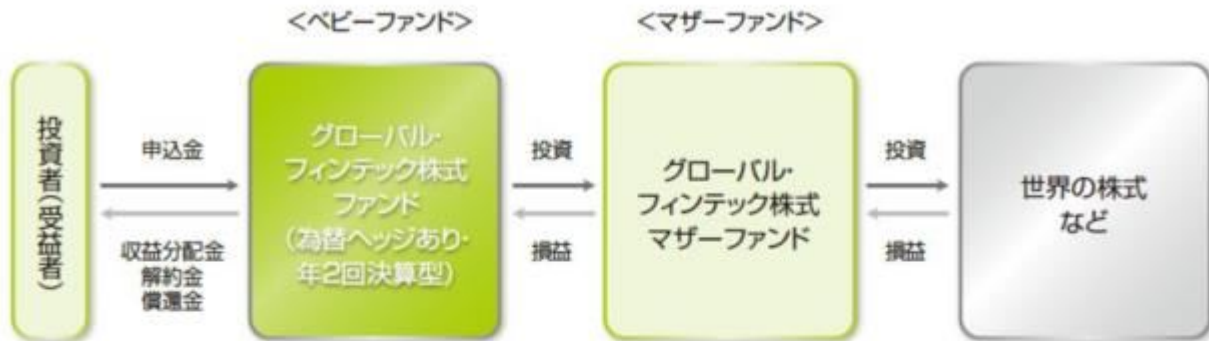 <ベビーファンド>
<マザーファンド>
投資者(受益者)
申込金
収益分配金
解約金
償還金
グローバル・
フィンテック株式
ファンド
(為替ヘッジあり・
年2回決算型)
投資
損益
グローバル・
フィンテック株式
マザーファンド
投資
損益
世界の株式
など